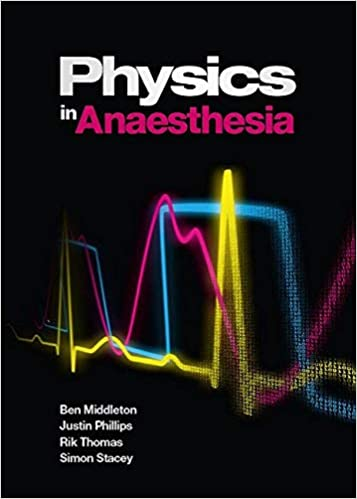 Physics
in Anaesthesia
Ben Middleton
Justin Phillips
Rik Thomas
Simon Stacey